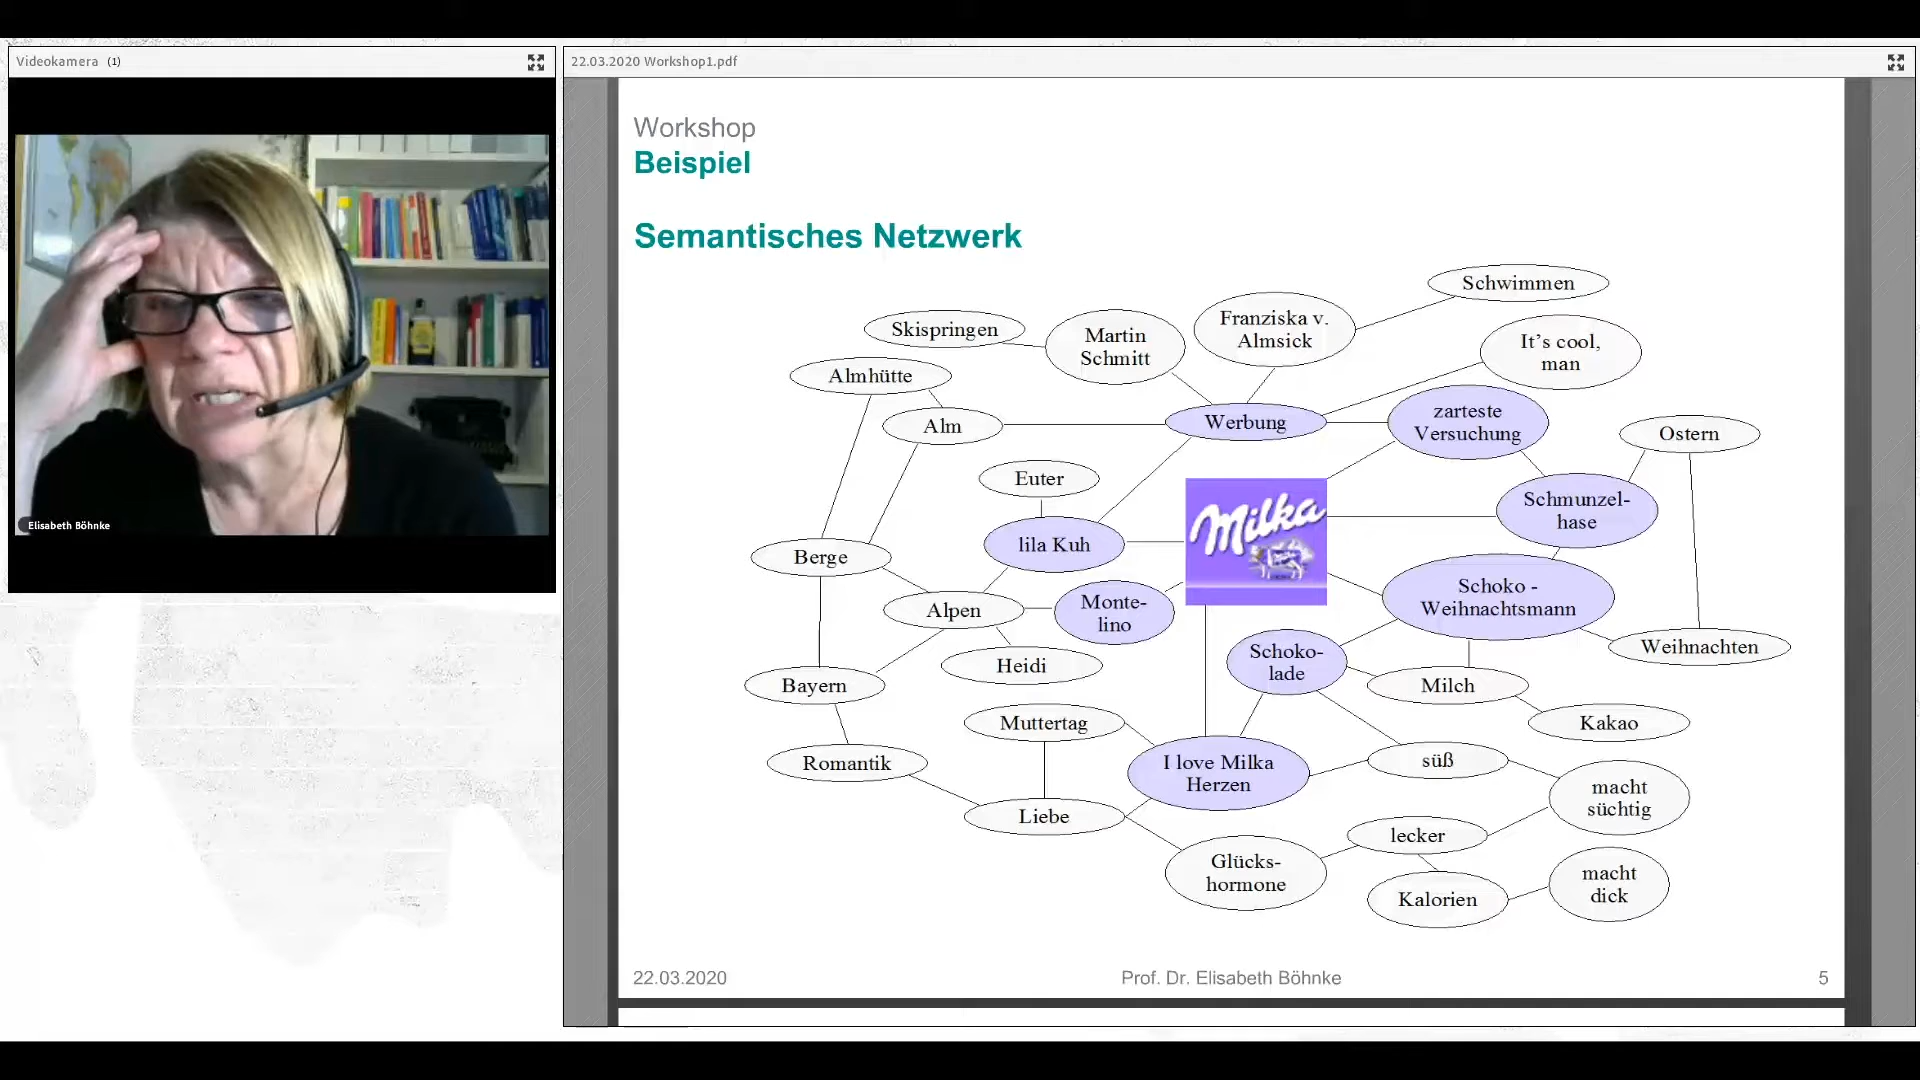 Videokamera (1)
Elisabeth Böhnke
22.03.2020 Workshop1.pdf
Workshop
Beispiel
Semantisches Netzwerk
Schwimmen
Franziska v.
Almsick
Skispringen
Martin
Schmitt
It's cool,
man
Almhütte
Alm
Werbung
zarteste
Versuchung
Ostern
Euter
Schmunzel-
hase
lila Kuh
Milka
Berge
Schoko -
Weihnachtsmann
Alpen
Monte-
lino
Weihnachten
Heidi
Schoko-
lade
Bayern
Milch
Muttertag
Kakao
Romantik
I love Milka
Herzen
süß
macht
süchtig
Liebe
lecker
Glücks-
hormone
Kalorien
macht
dick
22.03.2020
Prof. Dr. Elisabeth Böhnke
5